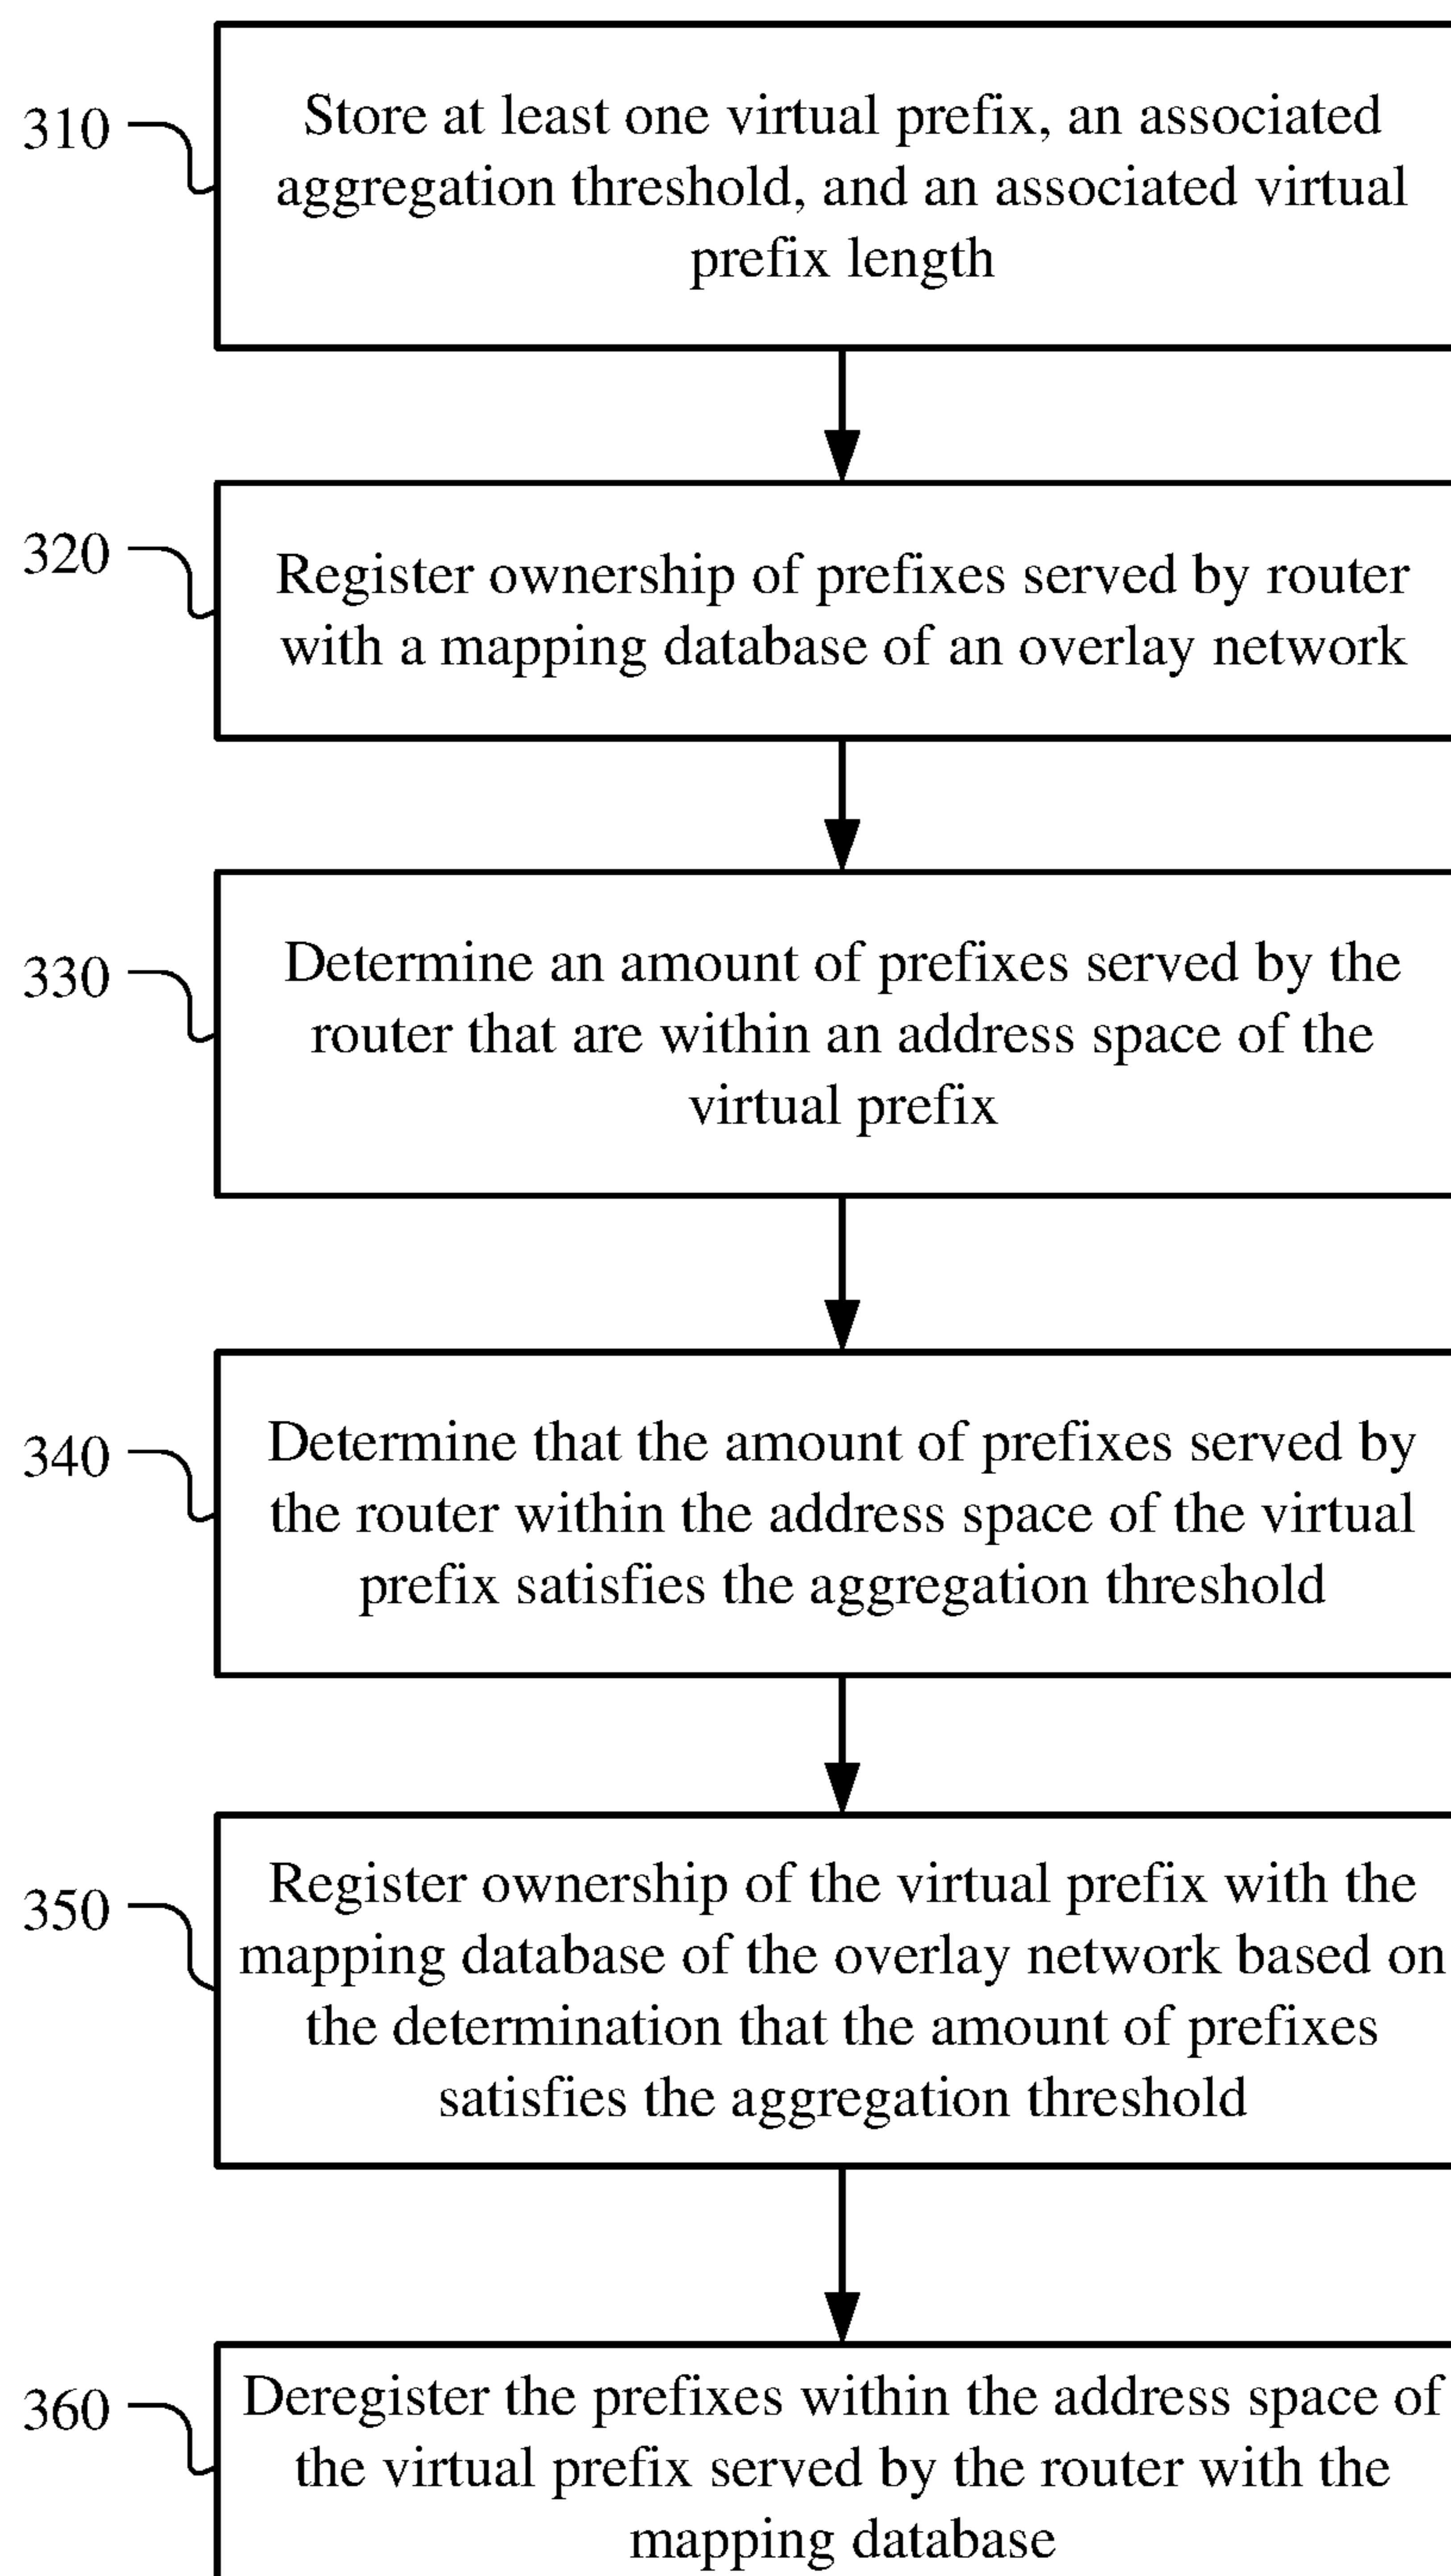 310
Store at least one virtual prefix, an associated
aggregation threshold, and an associated virtual
prefix length
320
Register ownership of prefixes served by router
with a mapping database of an overlay network
330
Determine an amount of prefixes served by the
router that are within an address space of the
virtual prefix
340
Determine that the amount of prefixes served by
the router within the address space of the virtual
prefix satisfies the aggregation threshold
350
Register ownership of the virtual prefix with the
mapping database of the overlay network based on
the determination that the amount of prefixes
satisfies the aggregation threshold
360
Deregister the prefixes within the address space of
the virtual prefix served by the router with the
mapping database